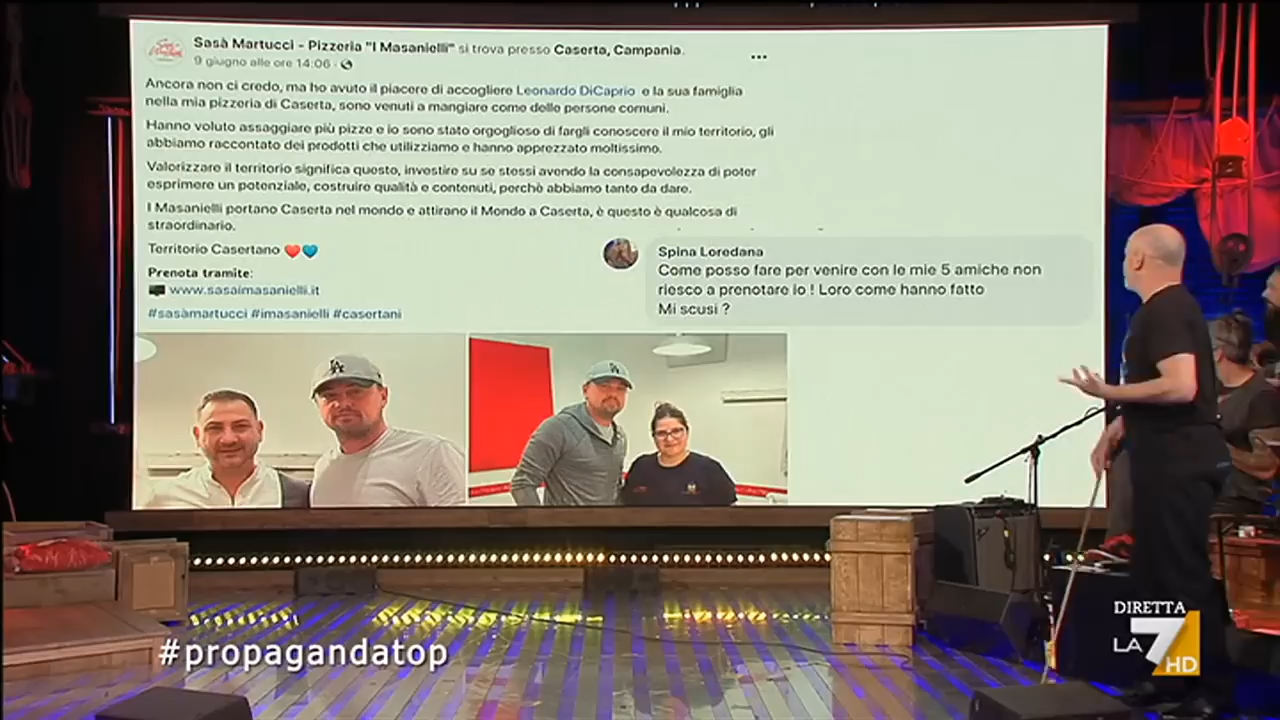 Sasà Martucci - Pizzeria "I Masanielli" si trova presso Caserta, Campania.
9 giugno alle ore 14:06 ·
Ancora non ci credo, ma ho avuto il piacere di accogliere Leonardo DiCaprio e la sua famiglia
nella mia pizzeria di Caserta, sono venuti a mangiare come delle persone comuni.
Hanno voluto assaggiare più pizze e io sono stato orgoglioso di fargli conoscere il mio territorio, gli
abbiamo raccontato dei prodotti che utilizziamo e hanno apprezzato moltissimo.
Valorizzare il territorio significa questo, investire su se stessi avendo la consapevolezza di poter
esprimere un potenziale, costruire qualità e contenuti, perchè abbiamo tanto da dare.
I Masanielli portano Caserta nel mondo e attirano il Mondo a Caserta, è questo è qualcosa di
straordinario.
Territorio Casertano ❤️💙
Prenota tramite:
www.sasaimasanielli.it
#sasàmartucci #imasanielli #casertani
Spina Loredana
Come posso fare per venire con le mie 5 amiche non
riesco a prenotare io ! Loro come hanno fatto
Mi scusi ?
LA
LA
#propagandatop
DIRETTA
LA 7 HD